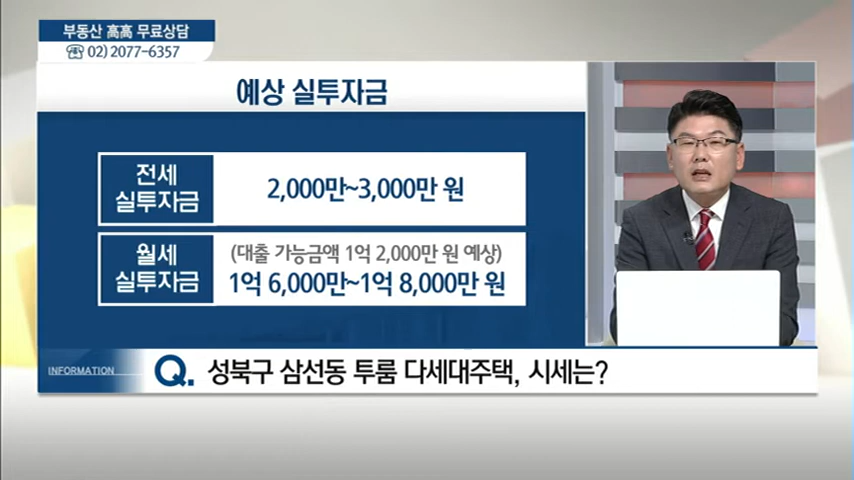 부동산 高高 무료상담
☎ 02) 2077-6357
예상 실투자금
전세
실투자금
2,000만~3,000만 원
월세
실투자금
(대출 가능금액 1억 2,000만 원 예상)
1억 6,000만~1억 8,000만 원
INFORMATION
Q. 성북구 삼선동 투룸 다세대주택, 시세는?